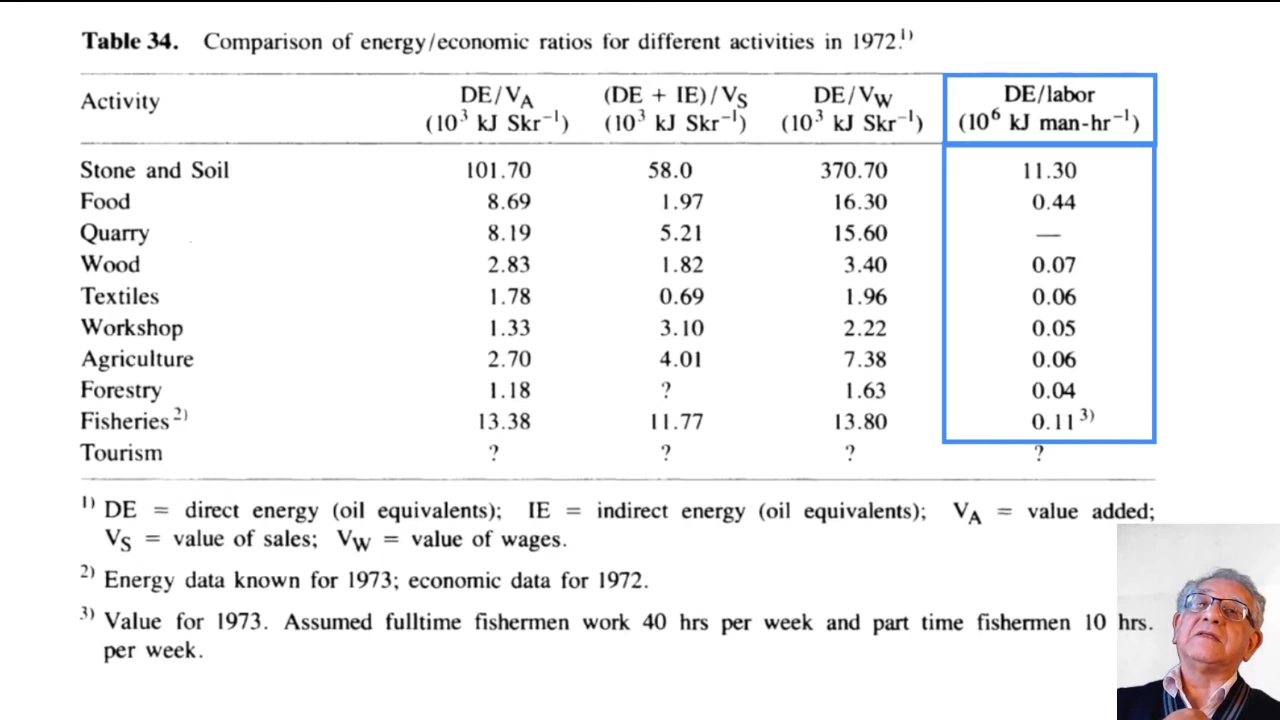 Table 34. Comparison of energy/economic ratios for different activities in 1972.1)
Activity DE/VA (DE + IE)/VS DE/VW DE/labor
(10³ kJ Skr⁻¹) (10³ kJ Skr⁻¹) (10³ kJ Skr⁻¹) (10⁶ kJ man-hr⁻¹)
Stone and Soil 101.70 58.0 370.70 11.30
Food 8.69 1.97 16.30 0.44
Quarry 8.19 5.21 15.60 —
Wood 2.83 1.82 3.40 0.07
Textiles 1.78 0.69 1.96 0.06
Workshop 1.33 3.10 2.22 0.05
Agriculture 2.70 4.01 7.38 0.06
Forestry 1.18 ? 1.63 0.04
Fisheries 2) 13.38 11.77 13.80 0.11 3)
Tourism ? ? ? ?
1) DE = direct energy (oil equivalents); IE = indirect energy (oil equivalents); VA = value added;
VS = value of sales; VW = value of wages.
2) Energy data known for 1973; economic data for 1972.
3) Value for 1973. Assumed fulltime fishermen work 40 hrs per week and part time fishermen 10 hrs.
per week.